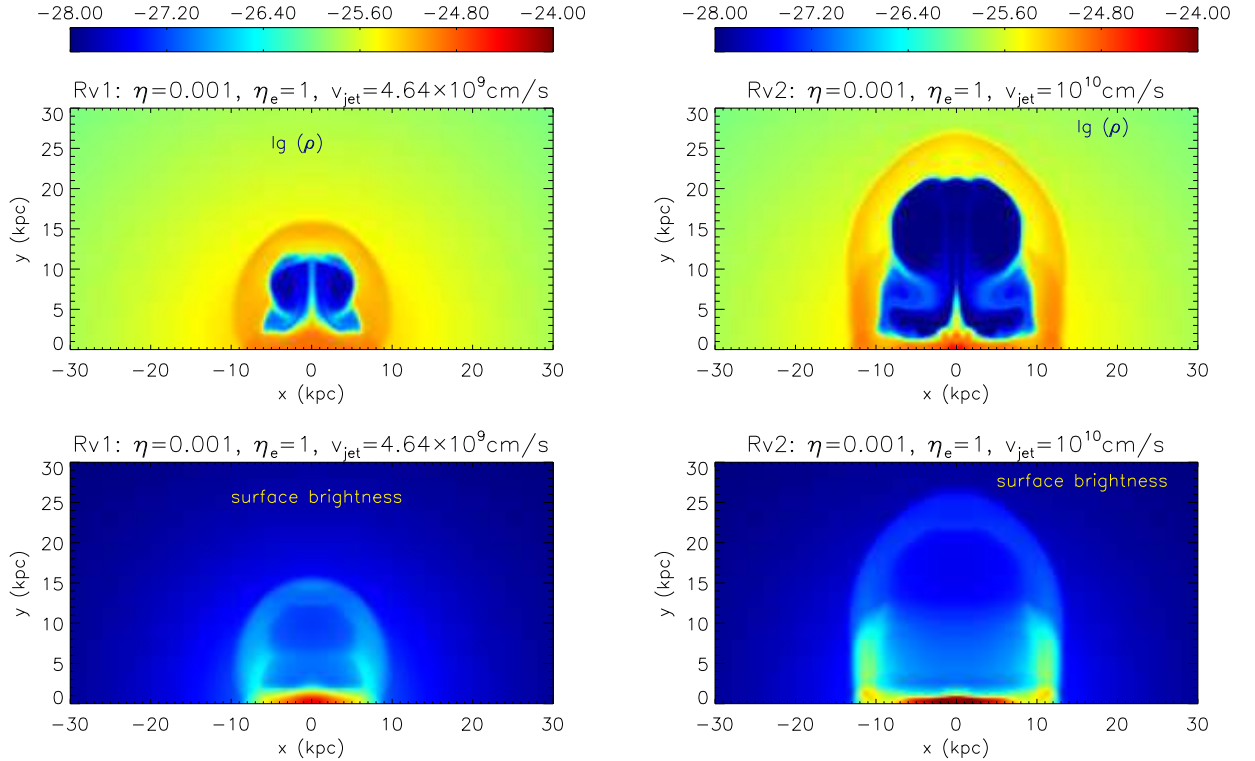 −28.00 −27.20 −26.40 −25.60 −24.80 −24.00
−28.00 −27.20 −26.40 −25.60 −24.80 −24.00
Rv1: η=0.001, ηₑ=1, v_jet=4.64×10⁹cm/s
lg (ρ)
30
25
20
15
10
5
0
y (kpc)
−30 −20 −10 0 10 20 30
x (kpc)
Rv2: η=0.001, ηₑ=1, v_jet=10¹⁰cm/s
lg (ρ)
30
25
20
15
10
5
0
y (kpc)
−30 −20 −10 0 10 20 30
x (kpc)
Rv1: η=0.001, ηₑ=1, v_jet=4.64×10⁹cm/s
surface brightness
30
25
20
15
10
5
0
y (kpc)
−30 −20 −10 0 10 20 30
x (kpc)
Rv2: η=0.001, ηₑ=1, v_jet=10¹⁰cm/s
surface brightness
30
25
20
15
10
5
0
y (kpc)
−30 −20 −10 0 10 20 30
x (kpc)